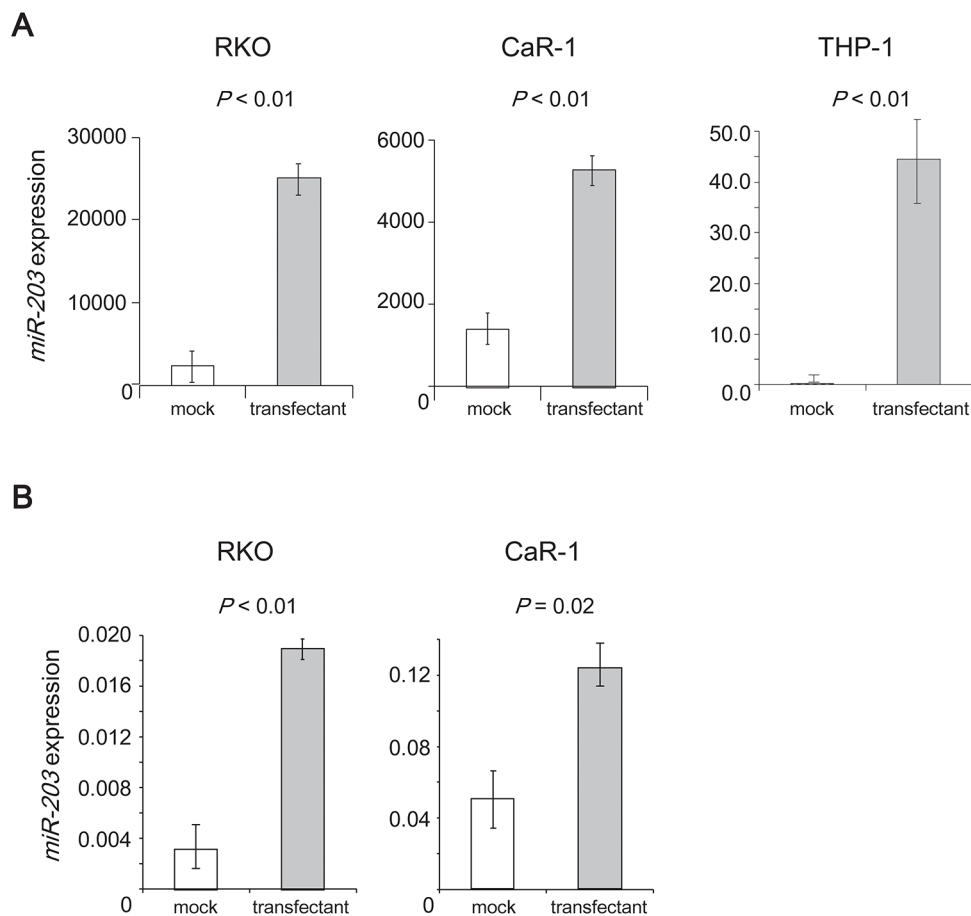 A
RKO
CaR-1
THP-1
P < 0.01
P < 0.01
P < 0.01
miR-203 expression
30000
20000
10000
0
mock
transfectant
6000
4000
2000
0
mock
transfectant
50.0
40.0
30.0
20.0
10.0
0.0
mock
transfectant
B
RKO
CaR-1
P < 0.01
P = 0.02
miR-203 expression
0.020
0.016
0.012
0.008
0.004
0
mock
transfectant
0.12
0.08
0.04
0
mock
transfectant